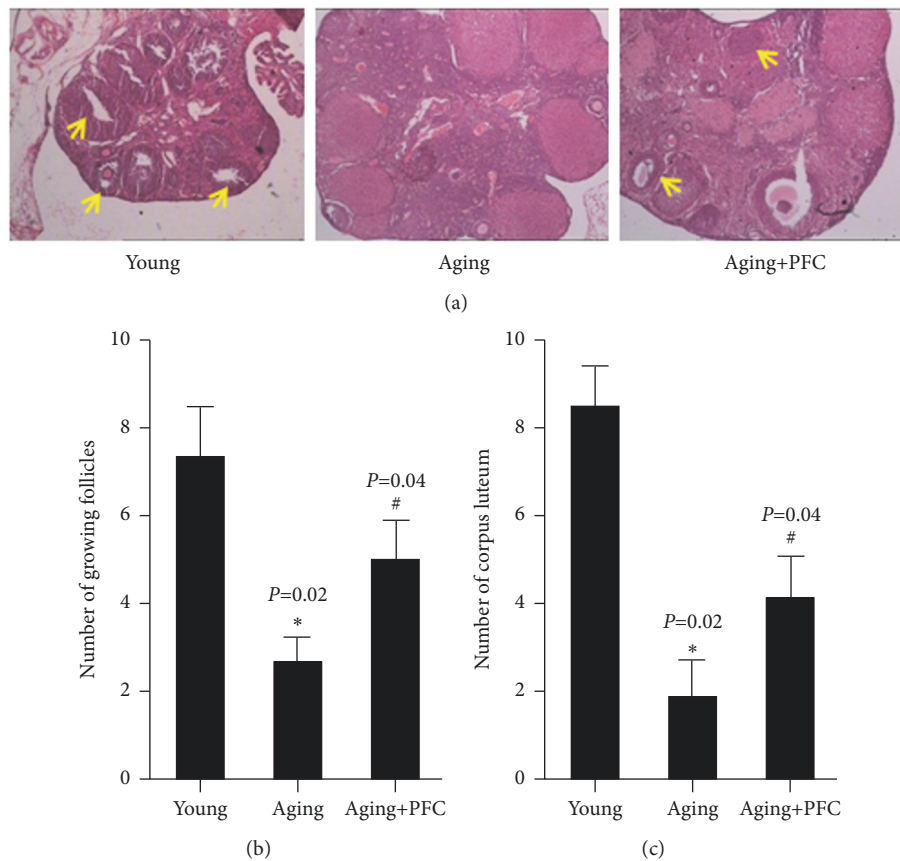 Young
Aging
Aging+PFC
(a)
Number of growing follicles
10
8
6
4
2
0
P=0.02
*
P=0.04
#
Young
Aging
Aging+PFC
(b)
Number of corpus luteum
10
8
6
4
2
0
P=0.02
*
P=0.04
#
Young
Aging
Aging+PFC
(c)